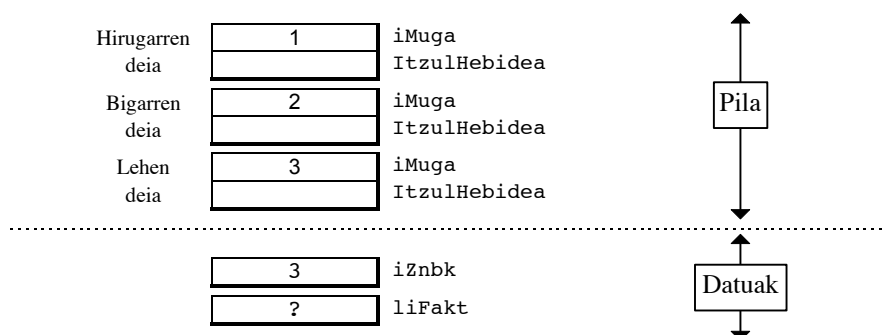 Hirugarren deia 1 iMuga
ItzulHebidea
Bigarren deia 2 iMuga
ItzulHebidea
Lehen deia 3 iMuga
ItzulHebidea
Pila
3 iZnbk
? liFakt
Datuak